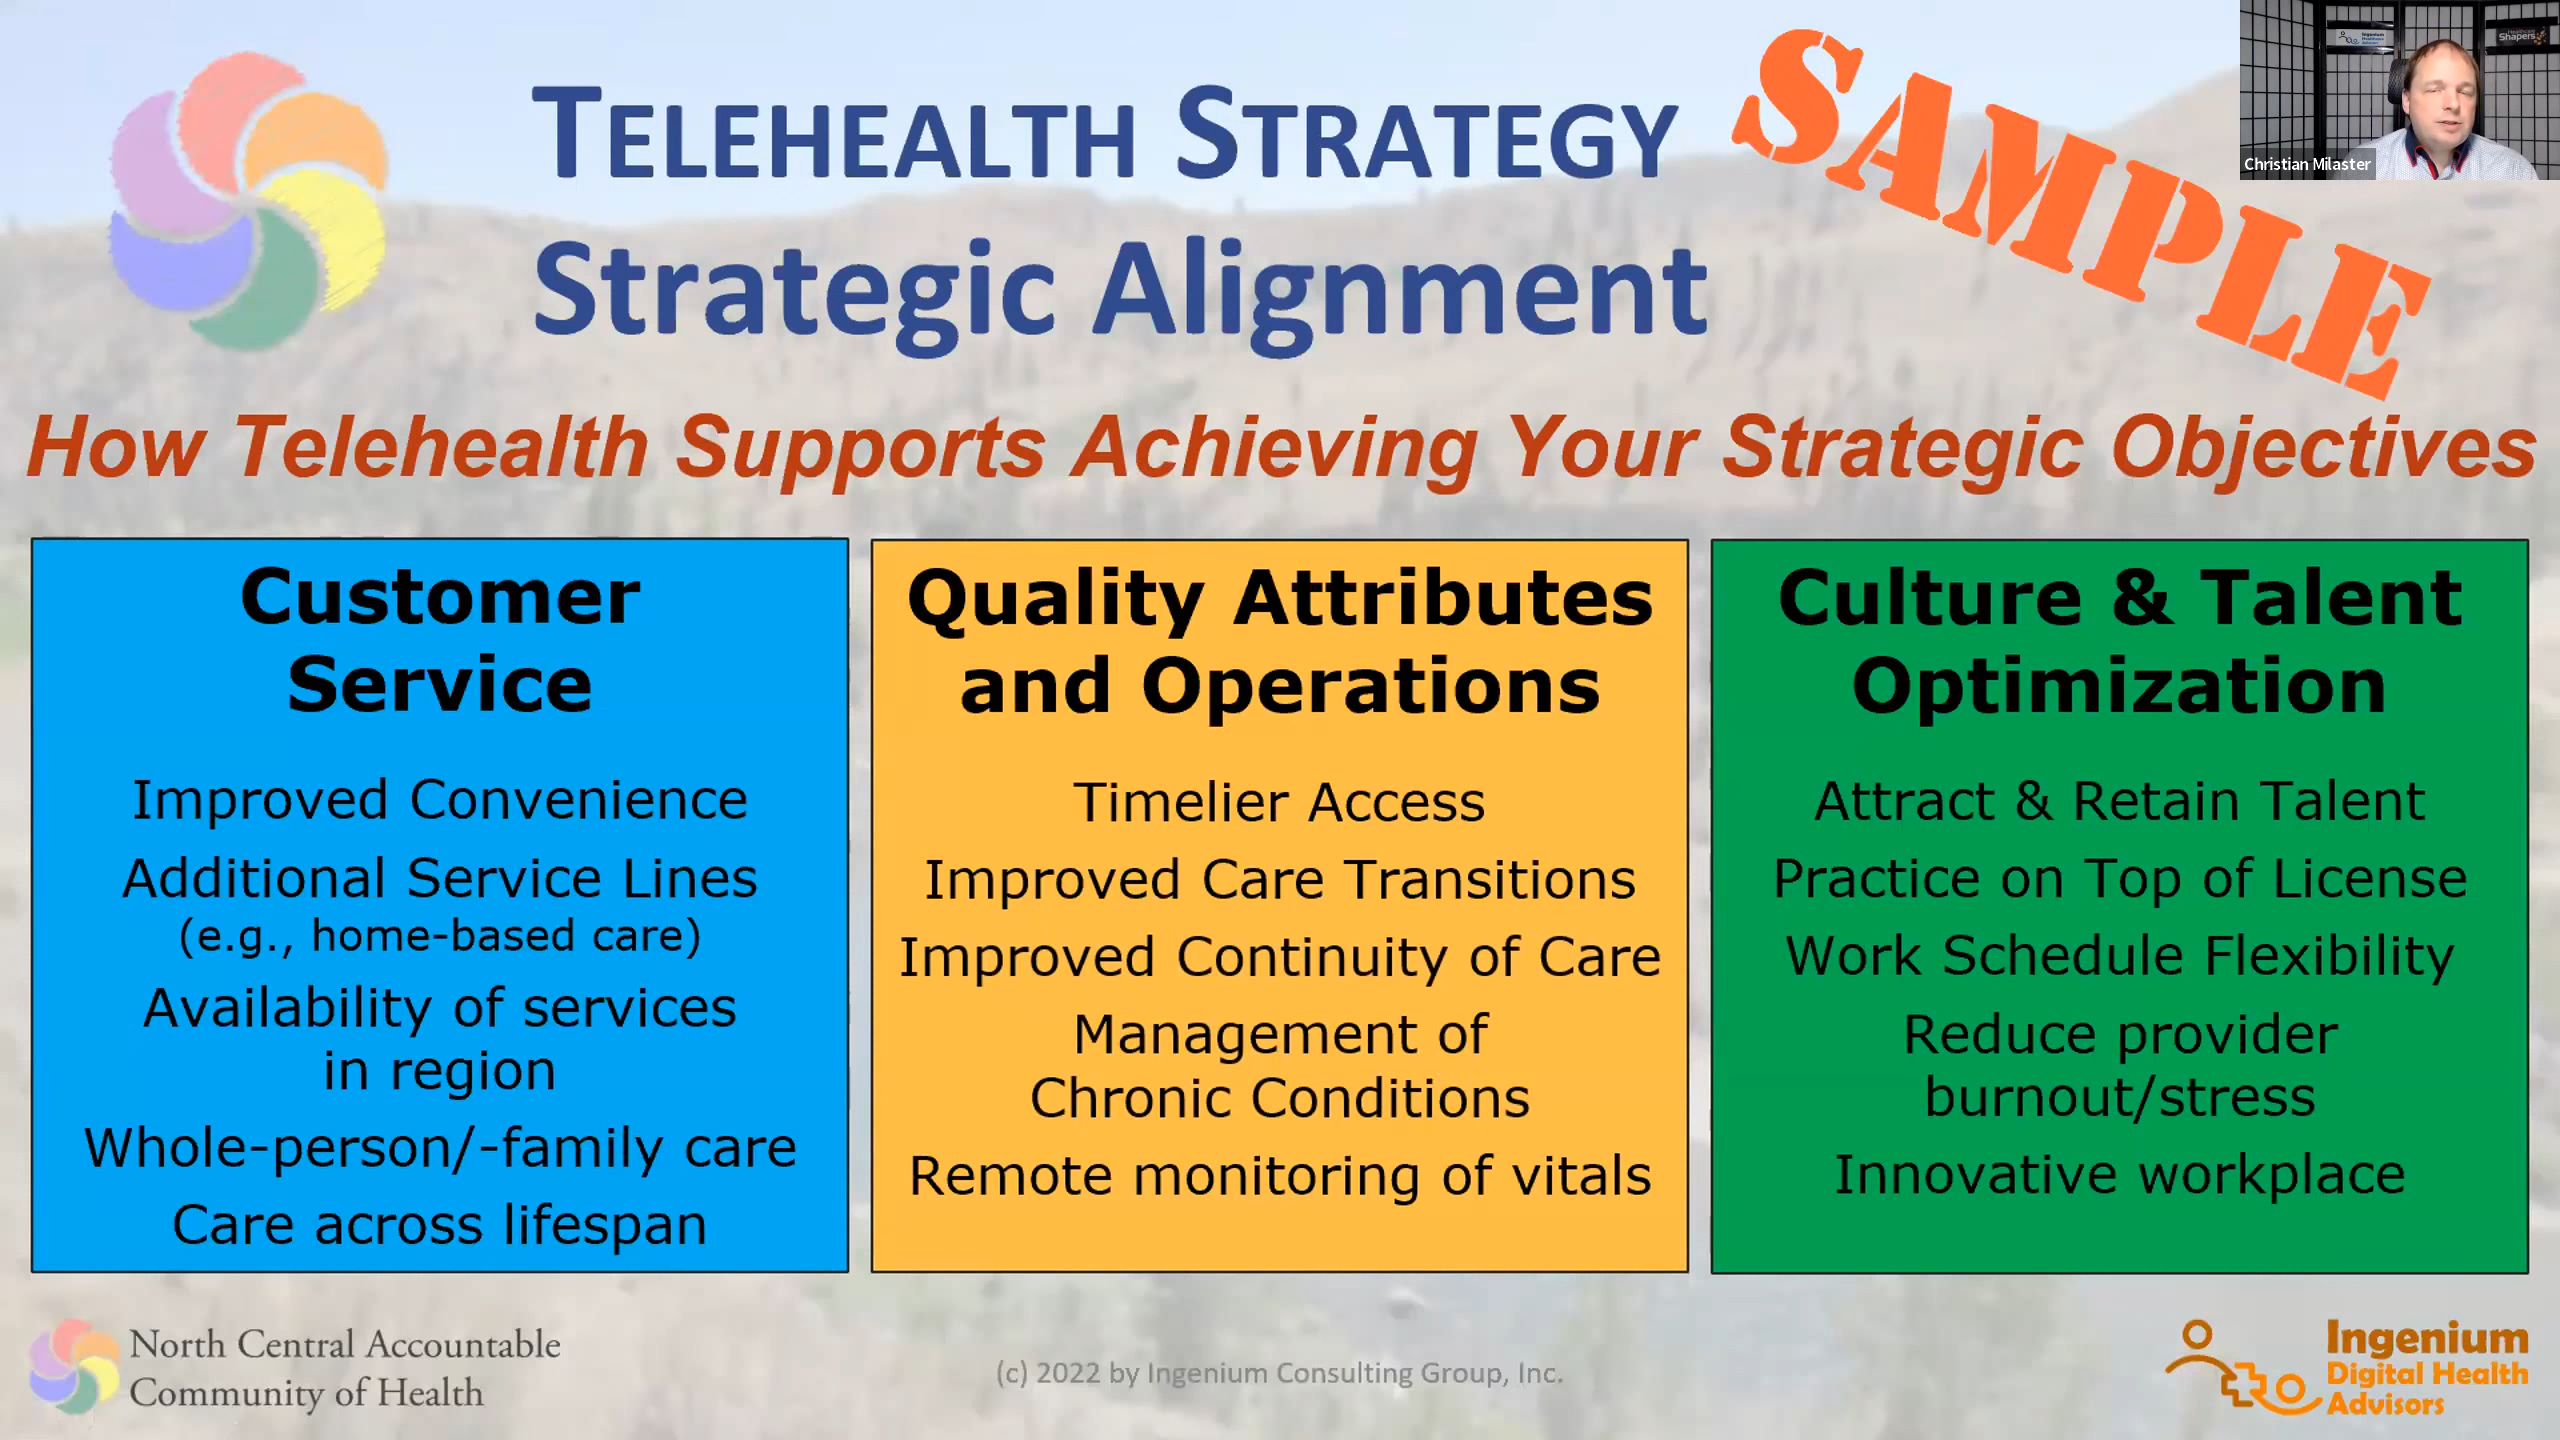 TELEHEALTH STRATEGY
Strategic Alignment
SAMPLE
Ingenium
Shapers
Christian Milaster
How Telehealth Supports Achieving Your Strategic Objectives
Customer
Service
Improved Convenience
Additional Service Lines
(e.g., home-based care)
Availability of services
in region
Whole-person/-family care
Care across lifespan
Quality Attributes
and Operations
Timelier Access
Improved Care Transitions
Improved Continuity of Care
Management of
Chronic Conditions
Remote monitoring of vitals
Culture & Talent
Optimization
Attract & Retain Talent
Practice on Top of License
Work Schedule Flexibility
Reduce provider
burnout/stress
Innovative workplace
North Central Accountable
Community of Health
(c) 2022 by Ingenium Consulting Group, Inc.
Ingenium
Digital Health
Advisors